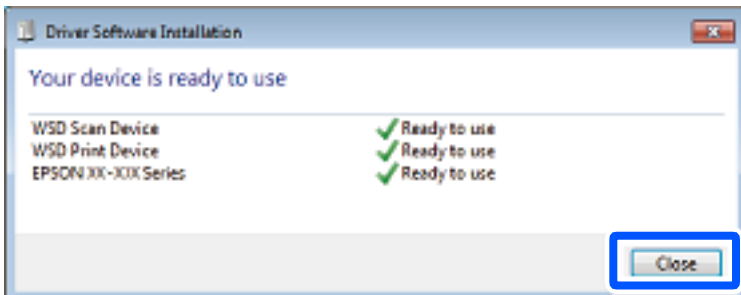 Driver Software Installation
Your device is ready to use
WSD Scan Device Ready to use
WSD Print Device Ready to use
EPSON XX-XXX Series Ready to use
Close